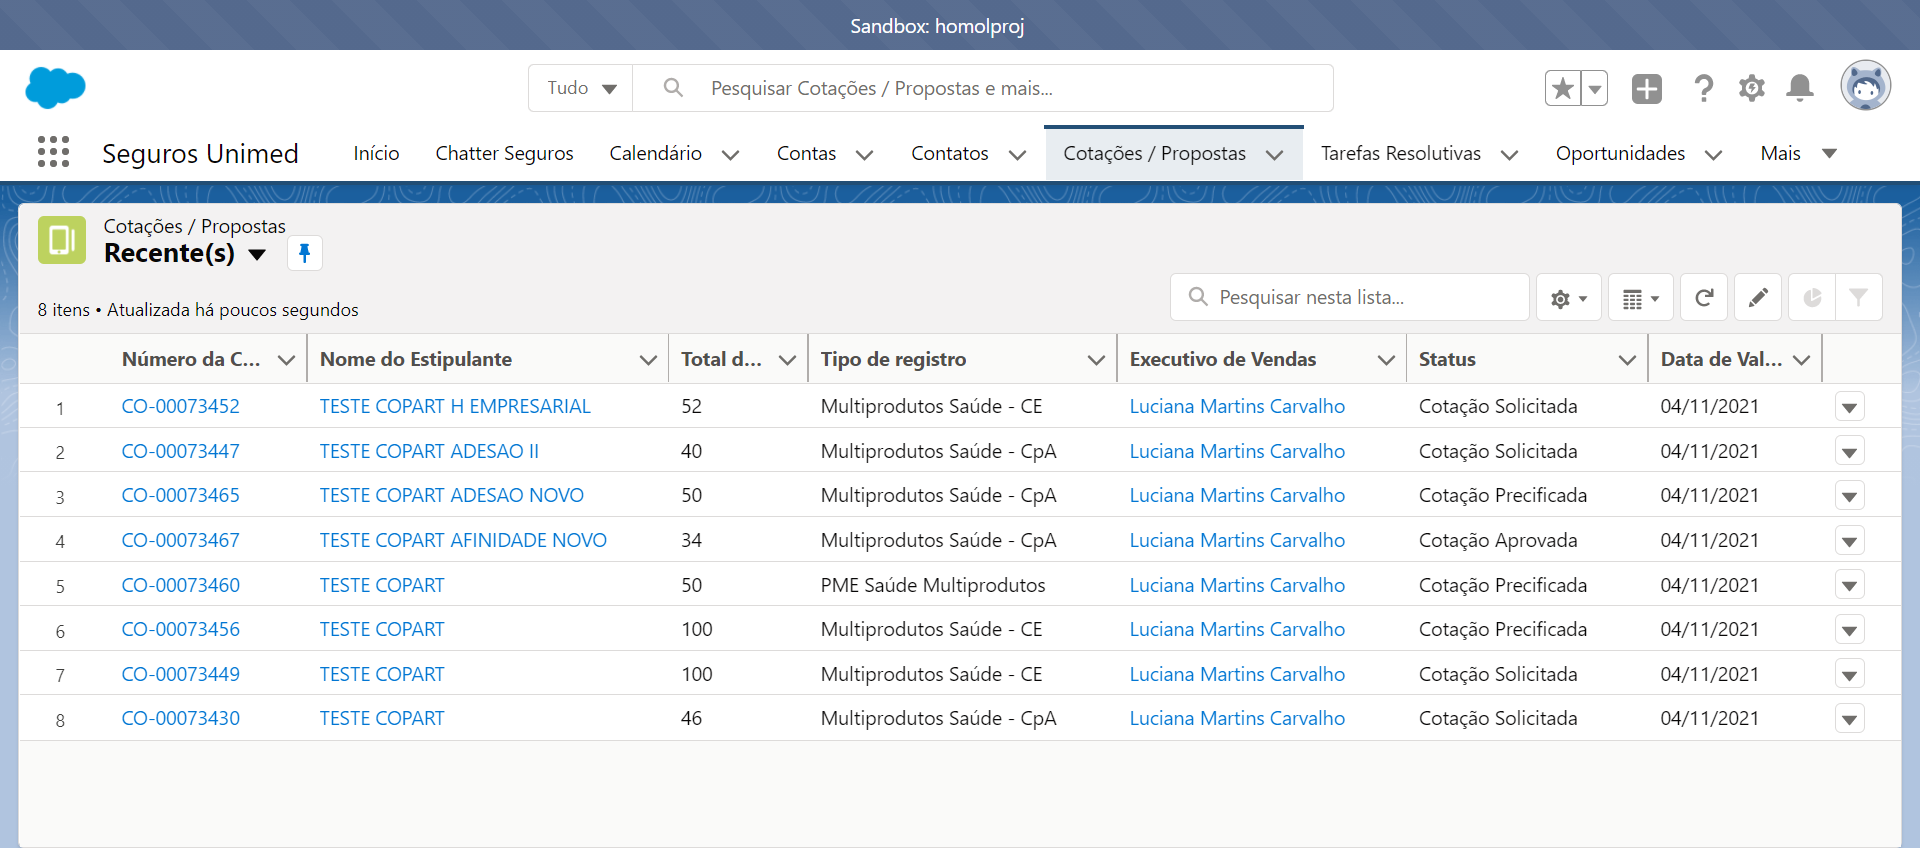 Sandbox: homolproj
Tudo
Pesquisar Cotações / Propostas e mais...
Seguros Unimed
Início
Chatter Seguros
Calendário
Contas
Contatos
Cotações / Propostas
Tarefas Resolutivas
Oportunidades
Mais
Cotações / Propostas
Recente(s)
8 itens • Atualizada há poucos segundos
Pesquisar nesta lista...
Número da C... Nome do Estipulante Total d... Tipo de registro Executivo de Vendas Status Data de Val...
1 CO-00073452 TESTE COPART H EMPRESARIAL 52 Multiprodutos Saúde - CE Luciana Martins Carvalho Cotação Solicitada 04/11/2021
2 CO-00073447 TESTE COPART ADESAO II 40 Multiprodutos Saúde - CpA Luciana Martins Carvalho Cotação Solicitada 04/11/2021
3 CO-00073465 TESTE COPART ADESAO NOVO 50 Multiprodutos Saúde - CpA Luciana Martins Carvalho Cotação Precificada 04/11/2021
4 CO-00073467 TESTE COPART AFINIDADE NOVO 34 Multiprodutos Saúde - CpA Luciana Martins Carvalho Cotação Aprovada 04/11/2021
5 CO-00073460 TESTE COPART 50 PME Saúde Multiprodutos Luciana Martins Carvalho Cotação Precificada 04/11/2021
6 CO-00073456 TESTE COPART 100 Multiprodutos Saúde - CE Luciana Martins Carvalho Cotação Precificada 04/11/2021
7 CO-00073449 TESTE COPART 100 Multiprodutos Saúde - CE Luciana Martins Carvalho Cotação Solicitada 04/11/2021
8 CO-00073430 TESTE COPART 46 Multiprodutos Saúde - CpA Luciana Martins Carvalho Cotação Solicitada 04/11/2021